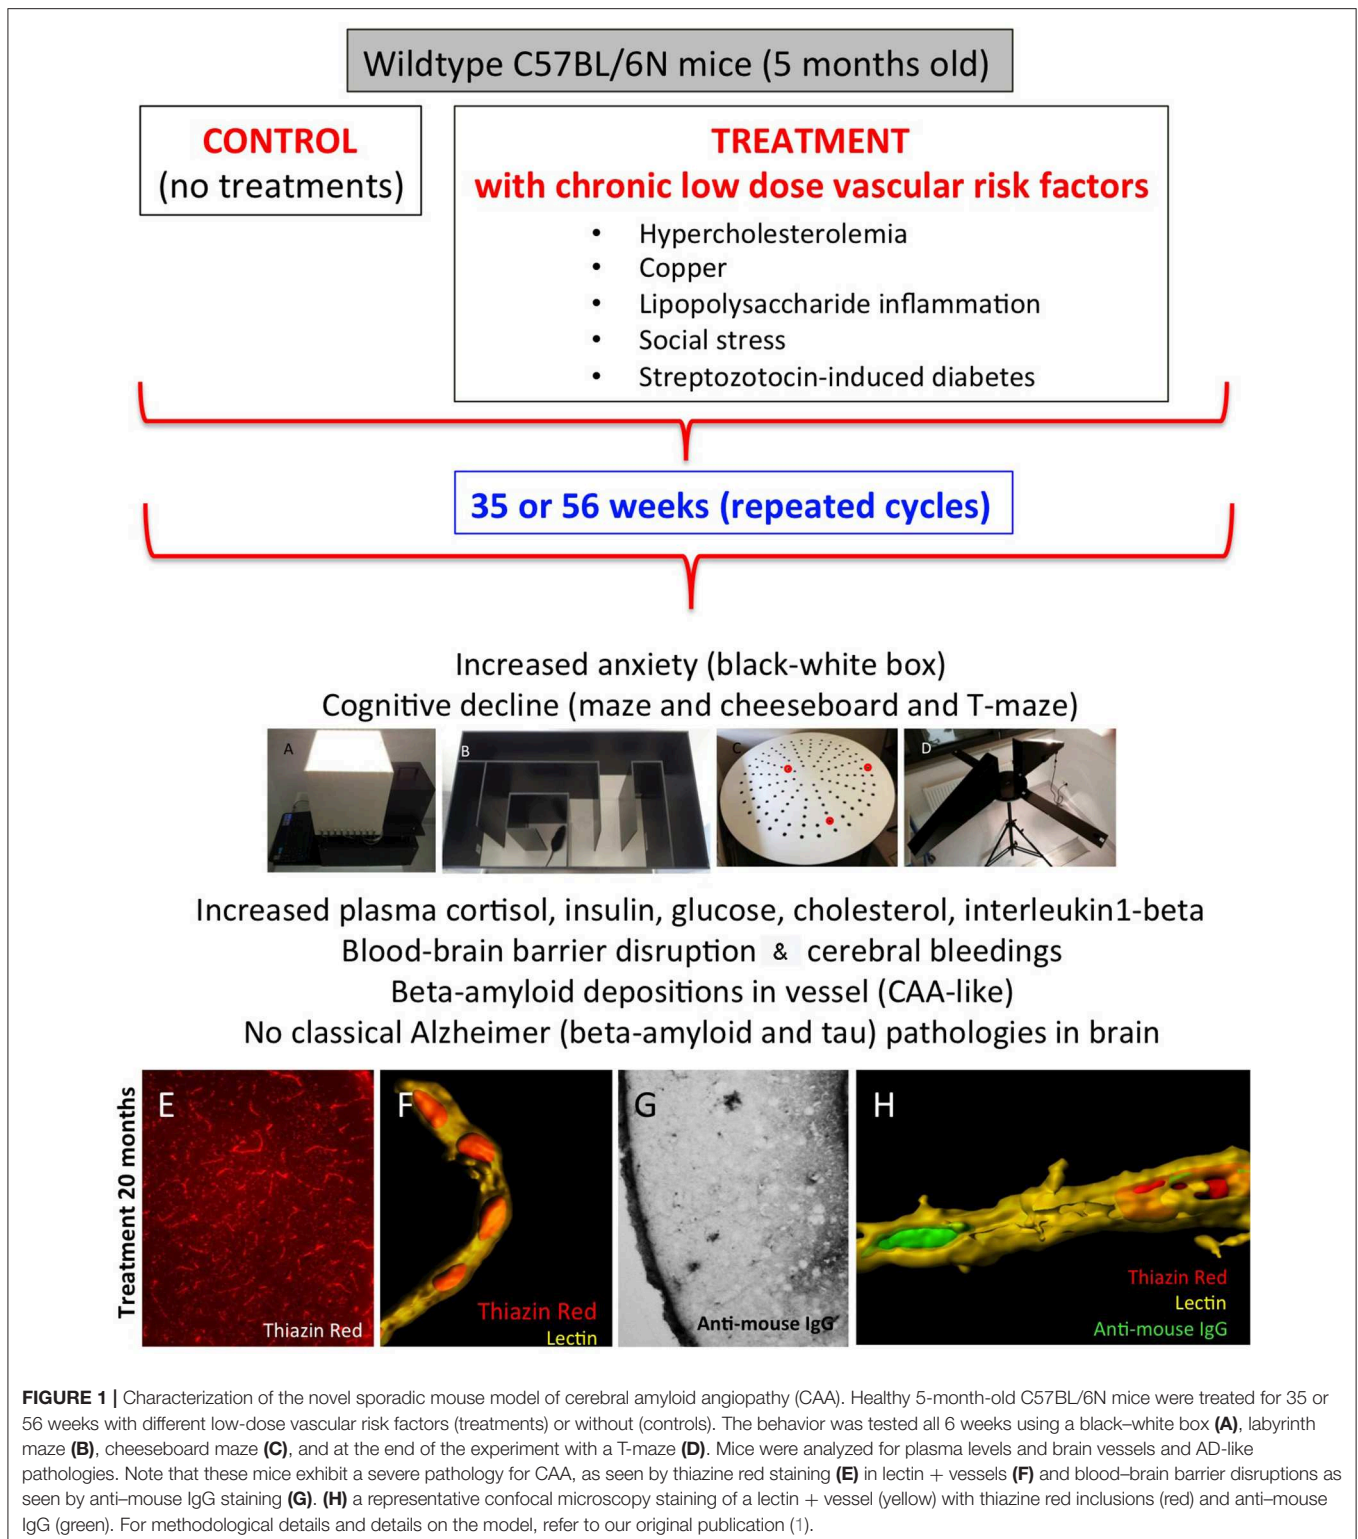 Wildtype C57BL/6N mice (5 months old)
CONTROL
(no treatments)
TREATMENT
with chronic low dose vascular risk factors
• Hypercholesterolemia
• Copper
• Lipopolysaccharide inflammation
• Social stress
• Streptozotocin-induced diabetes
35 or 56 weeks (repeated cycles)
Increased anxiety (black-white box)
Cognitive decline (maze and cheeseboard and T-maze)
A
B
C
D
Increased plasma cortisol, insulin, glucose, cholesterol, interleukin1-beta
Blood-brain barrier disruption & cerebral bleedings
Beta-amyloid depositions in vessel (CAA-like)
No classical Alzheimer (beta-amyloid and tau) pathologies in brain
Treatment 20 months
E
Thiazin Red
F
Thiazin Red
Lectin
G
Anti-mouse IgG
H
Thiazin Red
Lectin
Anti-mouse IgG
FIGURE 1 | Characterization of the novel sporadic mouse model of cerebral amyloid angiopathy (CAA). Healthy 5-month-old C57BL/6N mice were treated for 35 or
56 weeks with different low-dose vascular risk factors (treatments) or without (controls). The behavior was tested all 6 weeks using a black–white box (A), labyrinth
maze (B), cheeseboard maze (C), and at the end of the experiment with a T-maze (D). Mice were analyzed for plasma levels and brain vessels and AD-like
pathologies. Note that these mice exhibit a severe pathology for CAA, as seen by thiazine red staining (E) in lectin + vessels (F) and blood–brain barrier disruptions as
seen by anti–mouse IgG staining (G). (H) a representative confocal microscopy staining of a lectin + vessel (yellow) with thiazine red inclusions (red) and anti–mouse
IgG (green). For methodological details and details on the model, refer to our original publication (1).